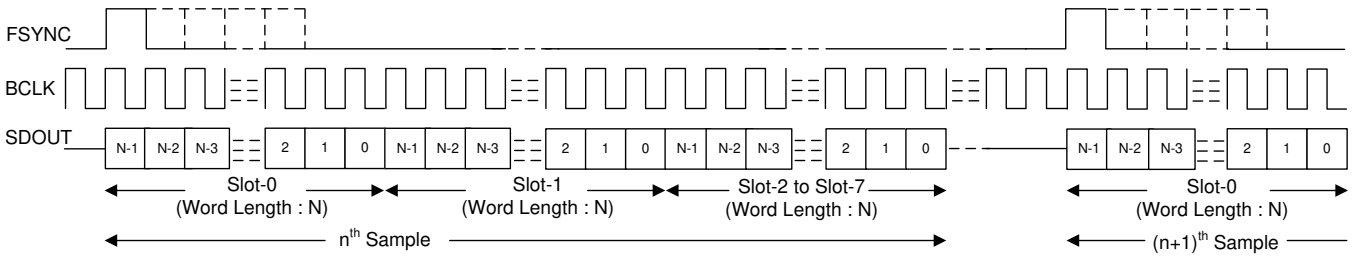 FSYNC
BCLK
SDOUT
N-1 N-2 N-3 2 1 0 N-1 N-2 N-3 2 1 0 N-1 N-2 N-3 2 1 0 N-1 N-2 N-3 2 1 0
Slot-0 Slot-1 Slot-2 to Slot-7 Slot-0
(Word Length : N) (Word Length : N) (Word Length : N) (Word Length : N)
nth Sample (n+1)th Sample